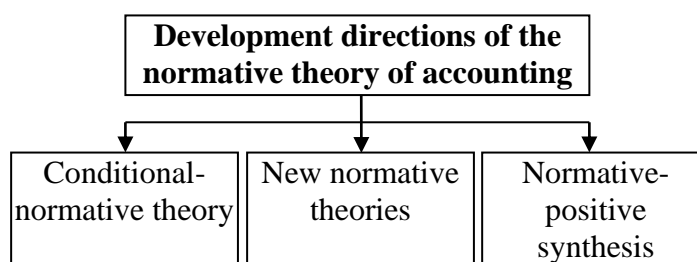 Development directions of the
normative theory of accounting
Conditional-
normative theory
New normative
theories
Normative-
positive
synthesis